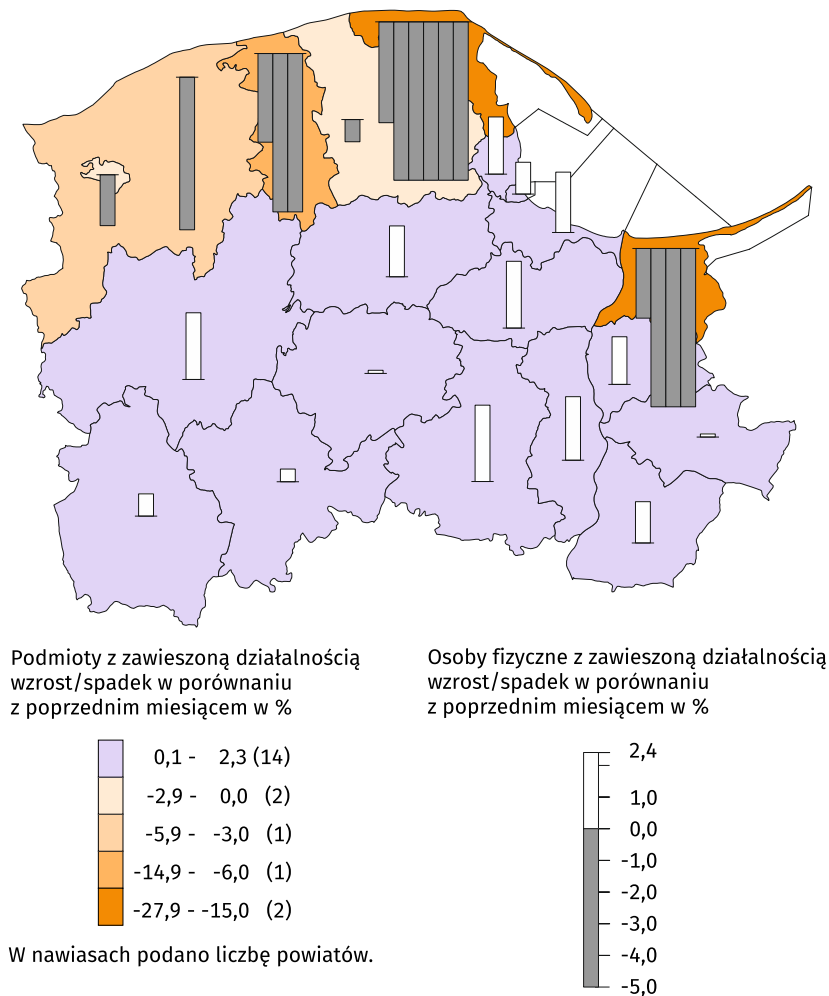 Podmioty z zawieszoną działalnością
wzrost/spadek w porównaniu
z poprzednim miesiącem w %
0,1 - 2,3 (14)
-2,9 - 0,0 (2)
-5,9 - -3,0 (1)
-14,9 - -6,0 (1)
-27,9 - -15,0 (2)
W nawiasach podano liczbę powiatów.
Osoby fizyczne z zawieszoną działalnością
wzrost/spadek w porównaniu
z poprzednim miesiącem w %
2,4
1,0
0,0
-1,0
-2,0
-3,0
-4,0
-5,0